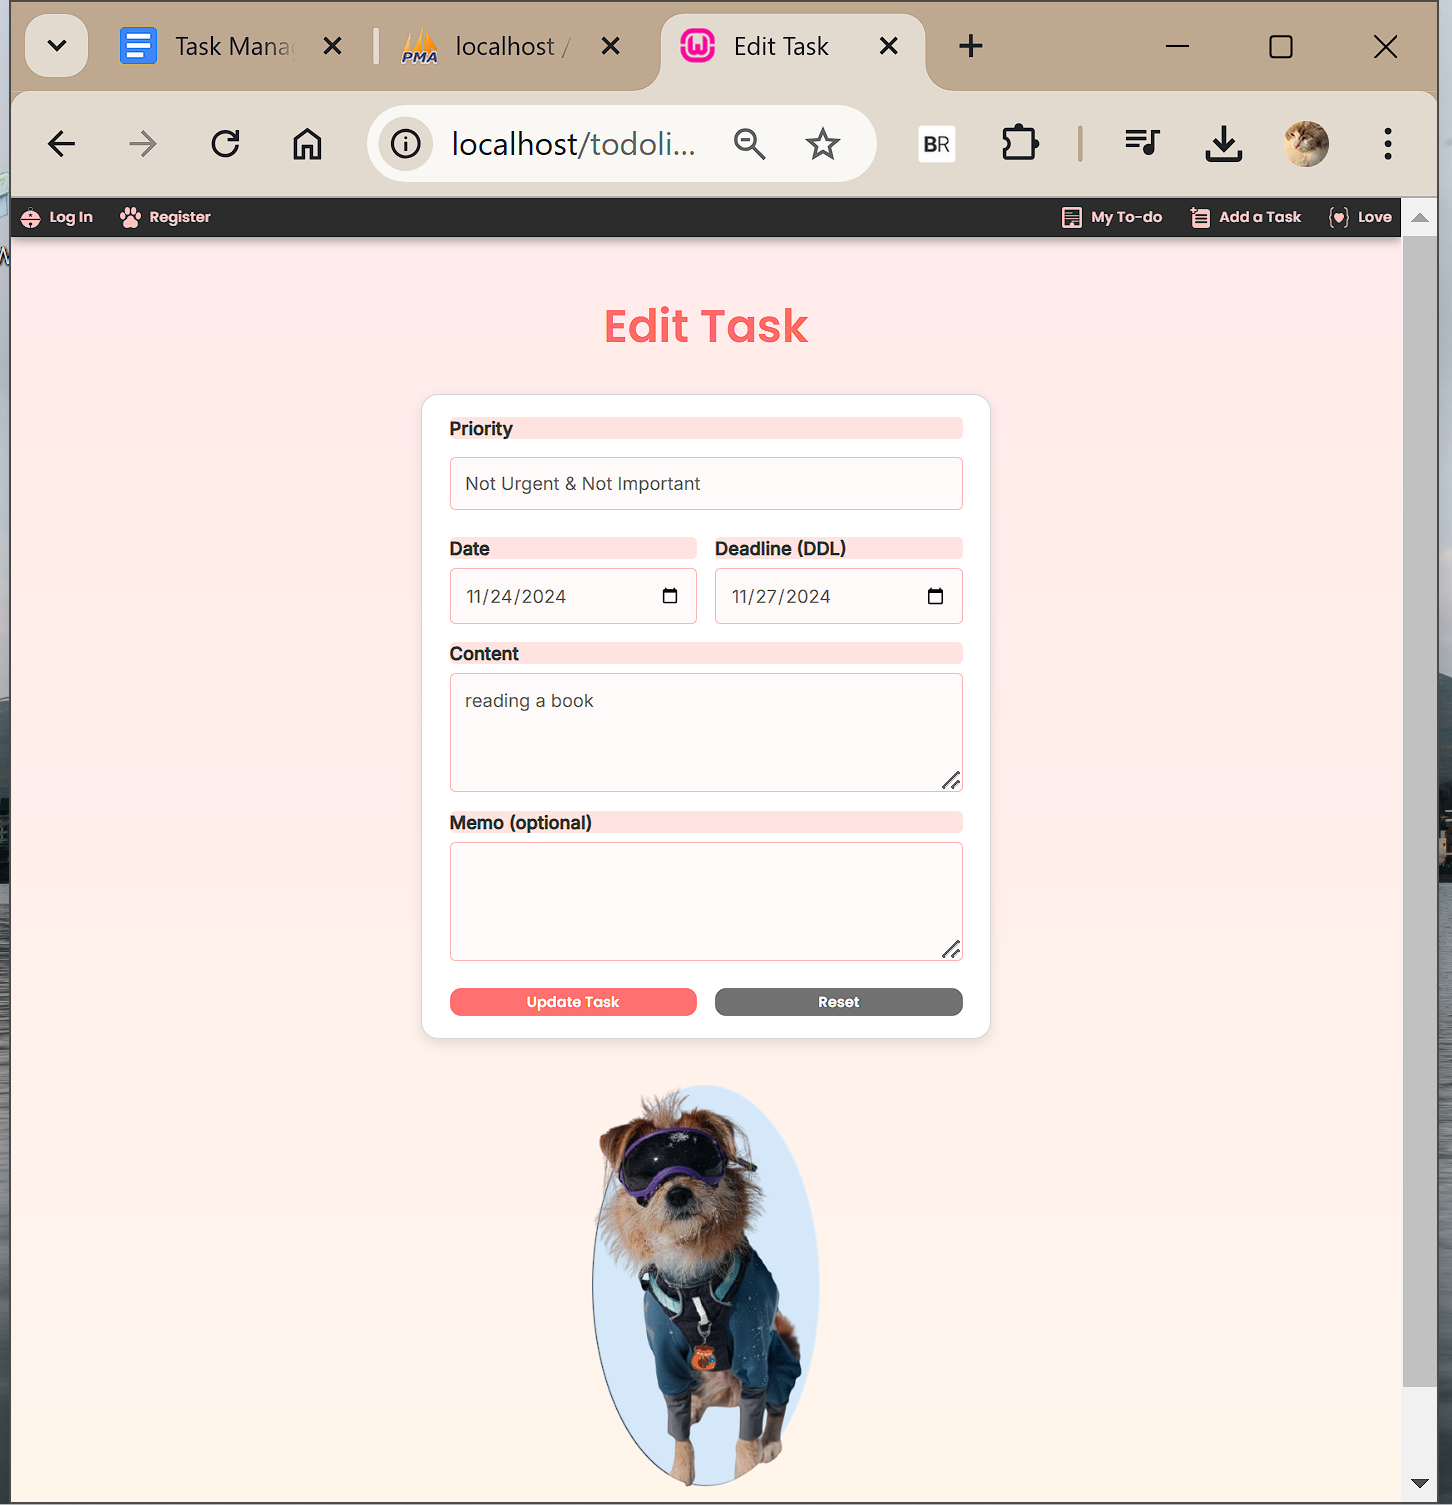 Task Mana
PMA
localhost /
Edit Task
localhost/todoli...
BR
Log In
Register
My To-do
Add a Task
Love
Edit Task
Priority
Not Urgent & Not Important
Date
Deadline (DDL)
11/24/2024
11/27/2024
Content
reading a book
Memo (optional)
Update Task
Reset